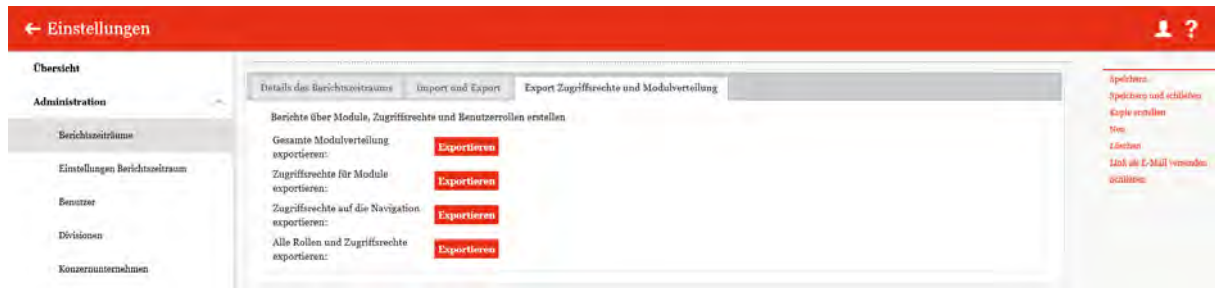 ← Einstellungen
?
Übersicht
Administration
Berichtszeiträume
Einstellungen Berichtszeitraum
Benutzer
Divisionen
Konzernunternehmen
Details des Berichtszeitraums
Import und Export
Export Zugriffsrechte und Modulverteilung
Berichte über Module, Zugriffsrechte und Benutzerrollen erstellen
Gesamte Modulverteilung
exportieren:
Exportieren
Zugriffsrechte für Module
exportieren:
Exportieren
Zugriffsrechte auf die Navigation
exportieren:
Exportieren
Alle Rollen und Zugriffsrechte
exportieren:
Exportieren
Speichern
Speichern und schließen
Kopie erstellen
Neu
Löschen
Link als E-Mail versenden
Schließen